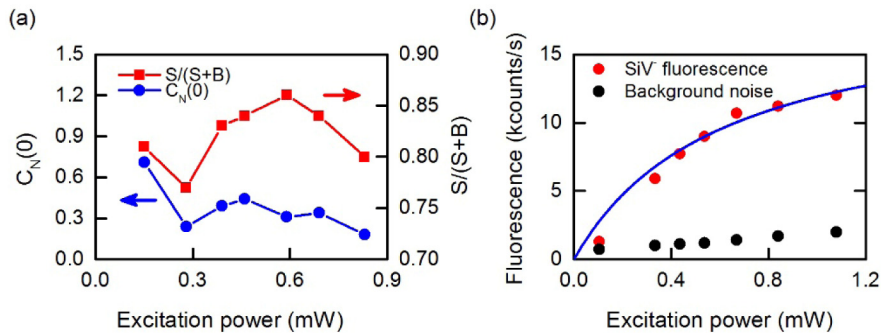 (a)
1.5
1.2
0.9
0.6
0.3
0.0
C_N(0)
S/(S+B)
C_N(0)
0.90
0.85
0.80
0.75
0.70
S/(S+B)
0.0 0.3 0.6 0.9
Excitation power (mW)
(b)
15
10
5
0
Fluorescence (kcounts/s)
SiV⁻ fluorescence
Background noise
0.0 0.4 0.8 1.2
Excitation power (mW)